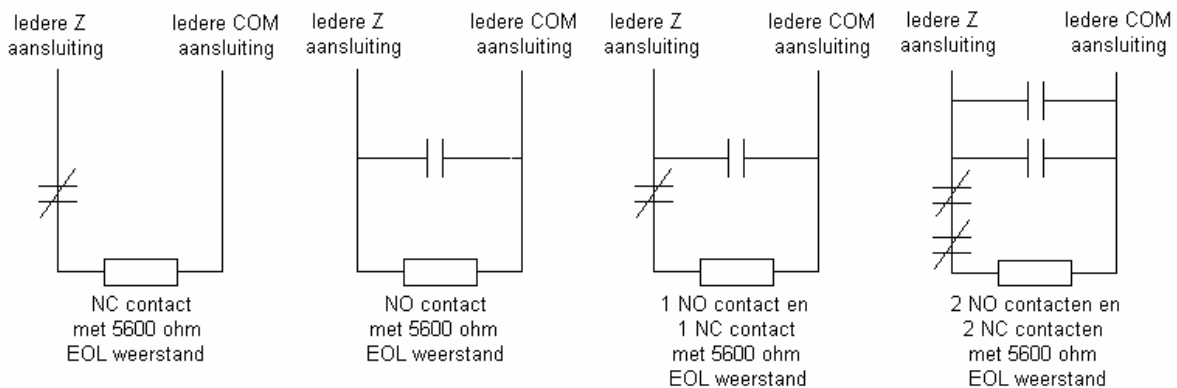 Iedere Z
aansluiting
Iedere COM
aansluiting
Iedere Z
aansluiting
Iedere COM
aansluiting
Iedere Z
aansluiting
Iedere COM
aansluiting
Iedere Z
aansluiting
Iedere COM
aansluiting
NC contact
met 5600 ohm
EOL weerstand
NO contact
met 5600 ohm
EOL weerstand
1 NO contact en
1 NC contact
met 5600 ohm
EOL weerstand
2 NO contacten en
2 NC contacten
met 5600 ohm
EOL weerstand